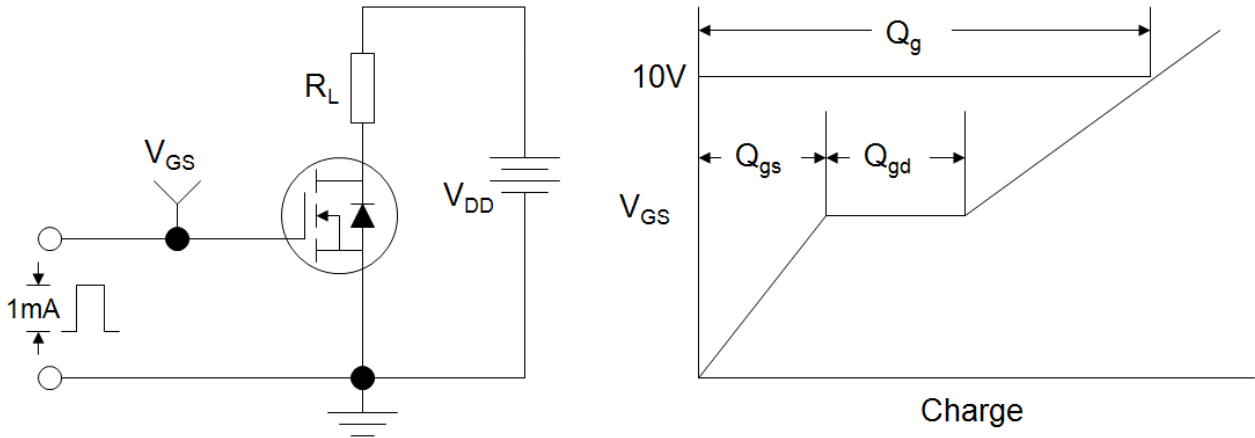 R_L
V_GS
V_DD
1mA
Q_g
10V
Q_gs
Q_gd
V_GS
Charge